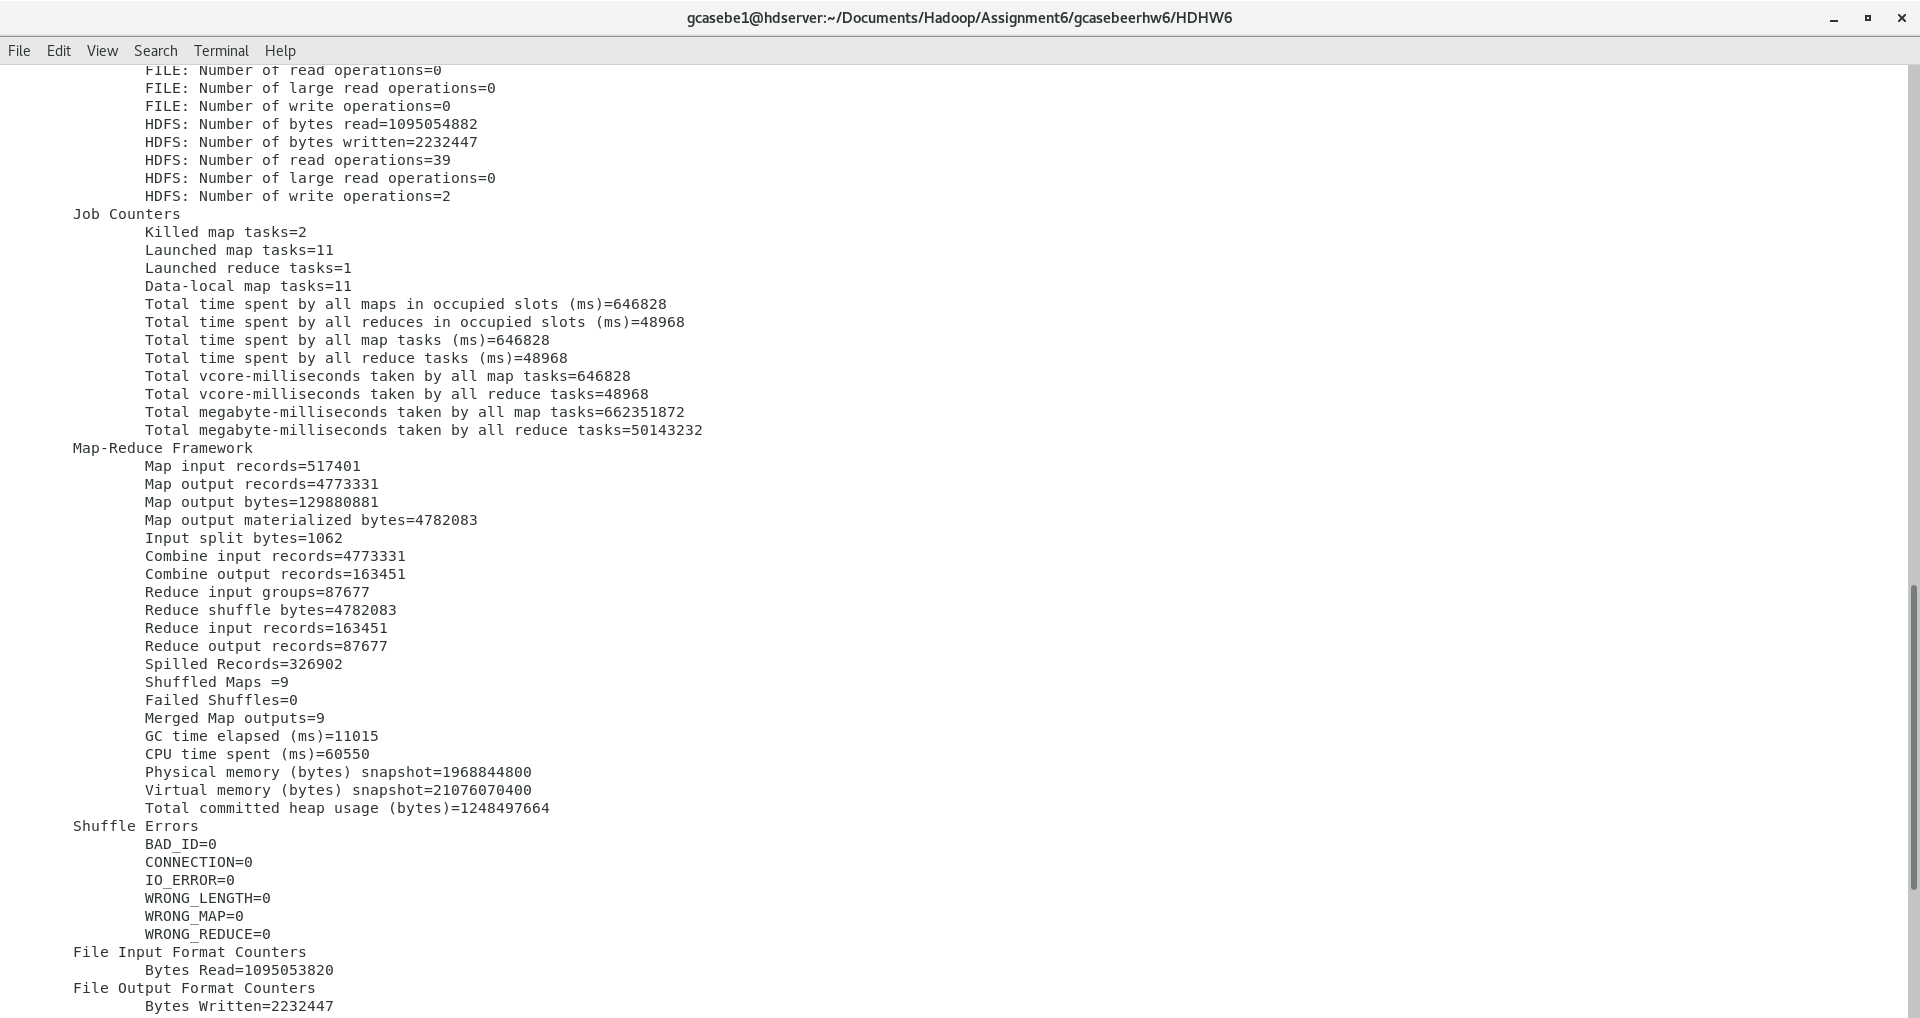 gcasebe1@hdserver:~/Documents/Hadoop/Assignment6/gcasebeerhw6/HDHW6
File Edit View Search Terminal Help
FILE: Number of read operations=0
FILE: Number of large read operations=0
FILE: Number of write operations=0
HDFS: Number of bytes read=1095054882
HDFS: Number of bytes written=2232447
HDFS: Number of read operations=39
HDFS: Number of large read operations=0
HDFS: Number of write operations=2
Job Counters
Killed map tasks=2
Launched map tasks=11
Launched reduce tasks=1
Data-local map tasks=11
Total time spent by all maps in occupied slots (ms)=646828
Total time spent by all reduces in occupied slots (ms)=48968
Total time spent by all map tasks (ms)=646828
Total time spent by all reduce tasks (ms)=48968
Total vcore-milliseconds taken by all map tasks=646828
Total vcore-milliseconds taken by all reduce tasks=48968
Total megabyte-milliseconds taken by all map tasks=662351872
Total megabyte-milliseconds taken by all reduce tasks=50143232
Map-Reduce Framework
Map input records=517401
Map output records=4773331
Map output bytes=129880881
Map output materialized bytes=4782083
Input split bytes=1062
Combine input records=4773331
Combine output records=163451
Reduce input groups=87677
Reduce shuffle bytes=4782083
Reduce input records=163451
Reduce output records=87677
Spilled Records=326902
Shuffled Maps =9
Failed Shuffles=0
Merged Map outputs=9
GC time elapsed (ms)=11015
CPU time spent (ms)=60550
Physical memory (bytes) snapshot=1968844800
Virtual memory (bytes) snapshot=21076070400
Total committed heap usage (bytes)=1248497664
Shuffle Errors
BAD_ID=0
CONNECTION=0
IO_ERROR=0
WRONG_LENGTH=0
WRONG_MAP=0
WRONG_REDUCE=0
File Input Format Counters
Bytes Read=1095053820
File Output Format Counters
Bytes Written=2232447